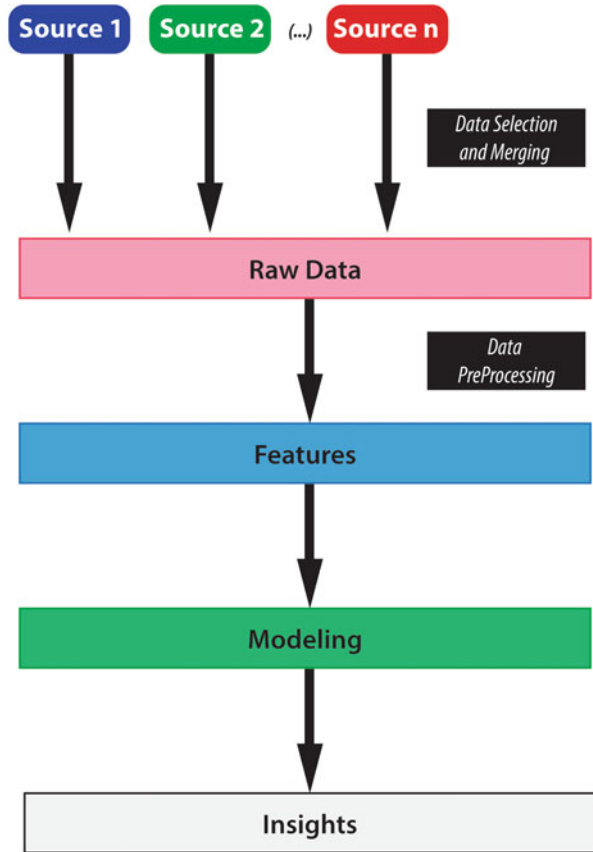 Source 1 Source 2 (...) Source n
Data Selection
and Merging
Raw Data
Data
PreProcessing
Features
Modeling
Insights